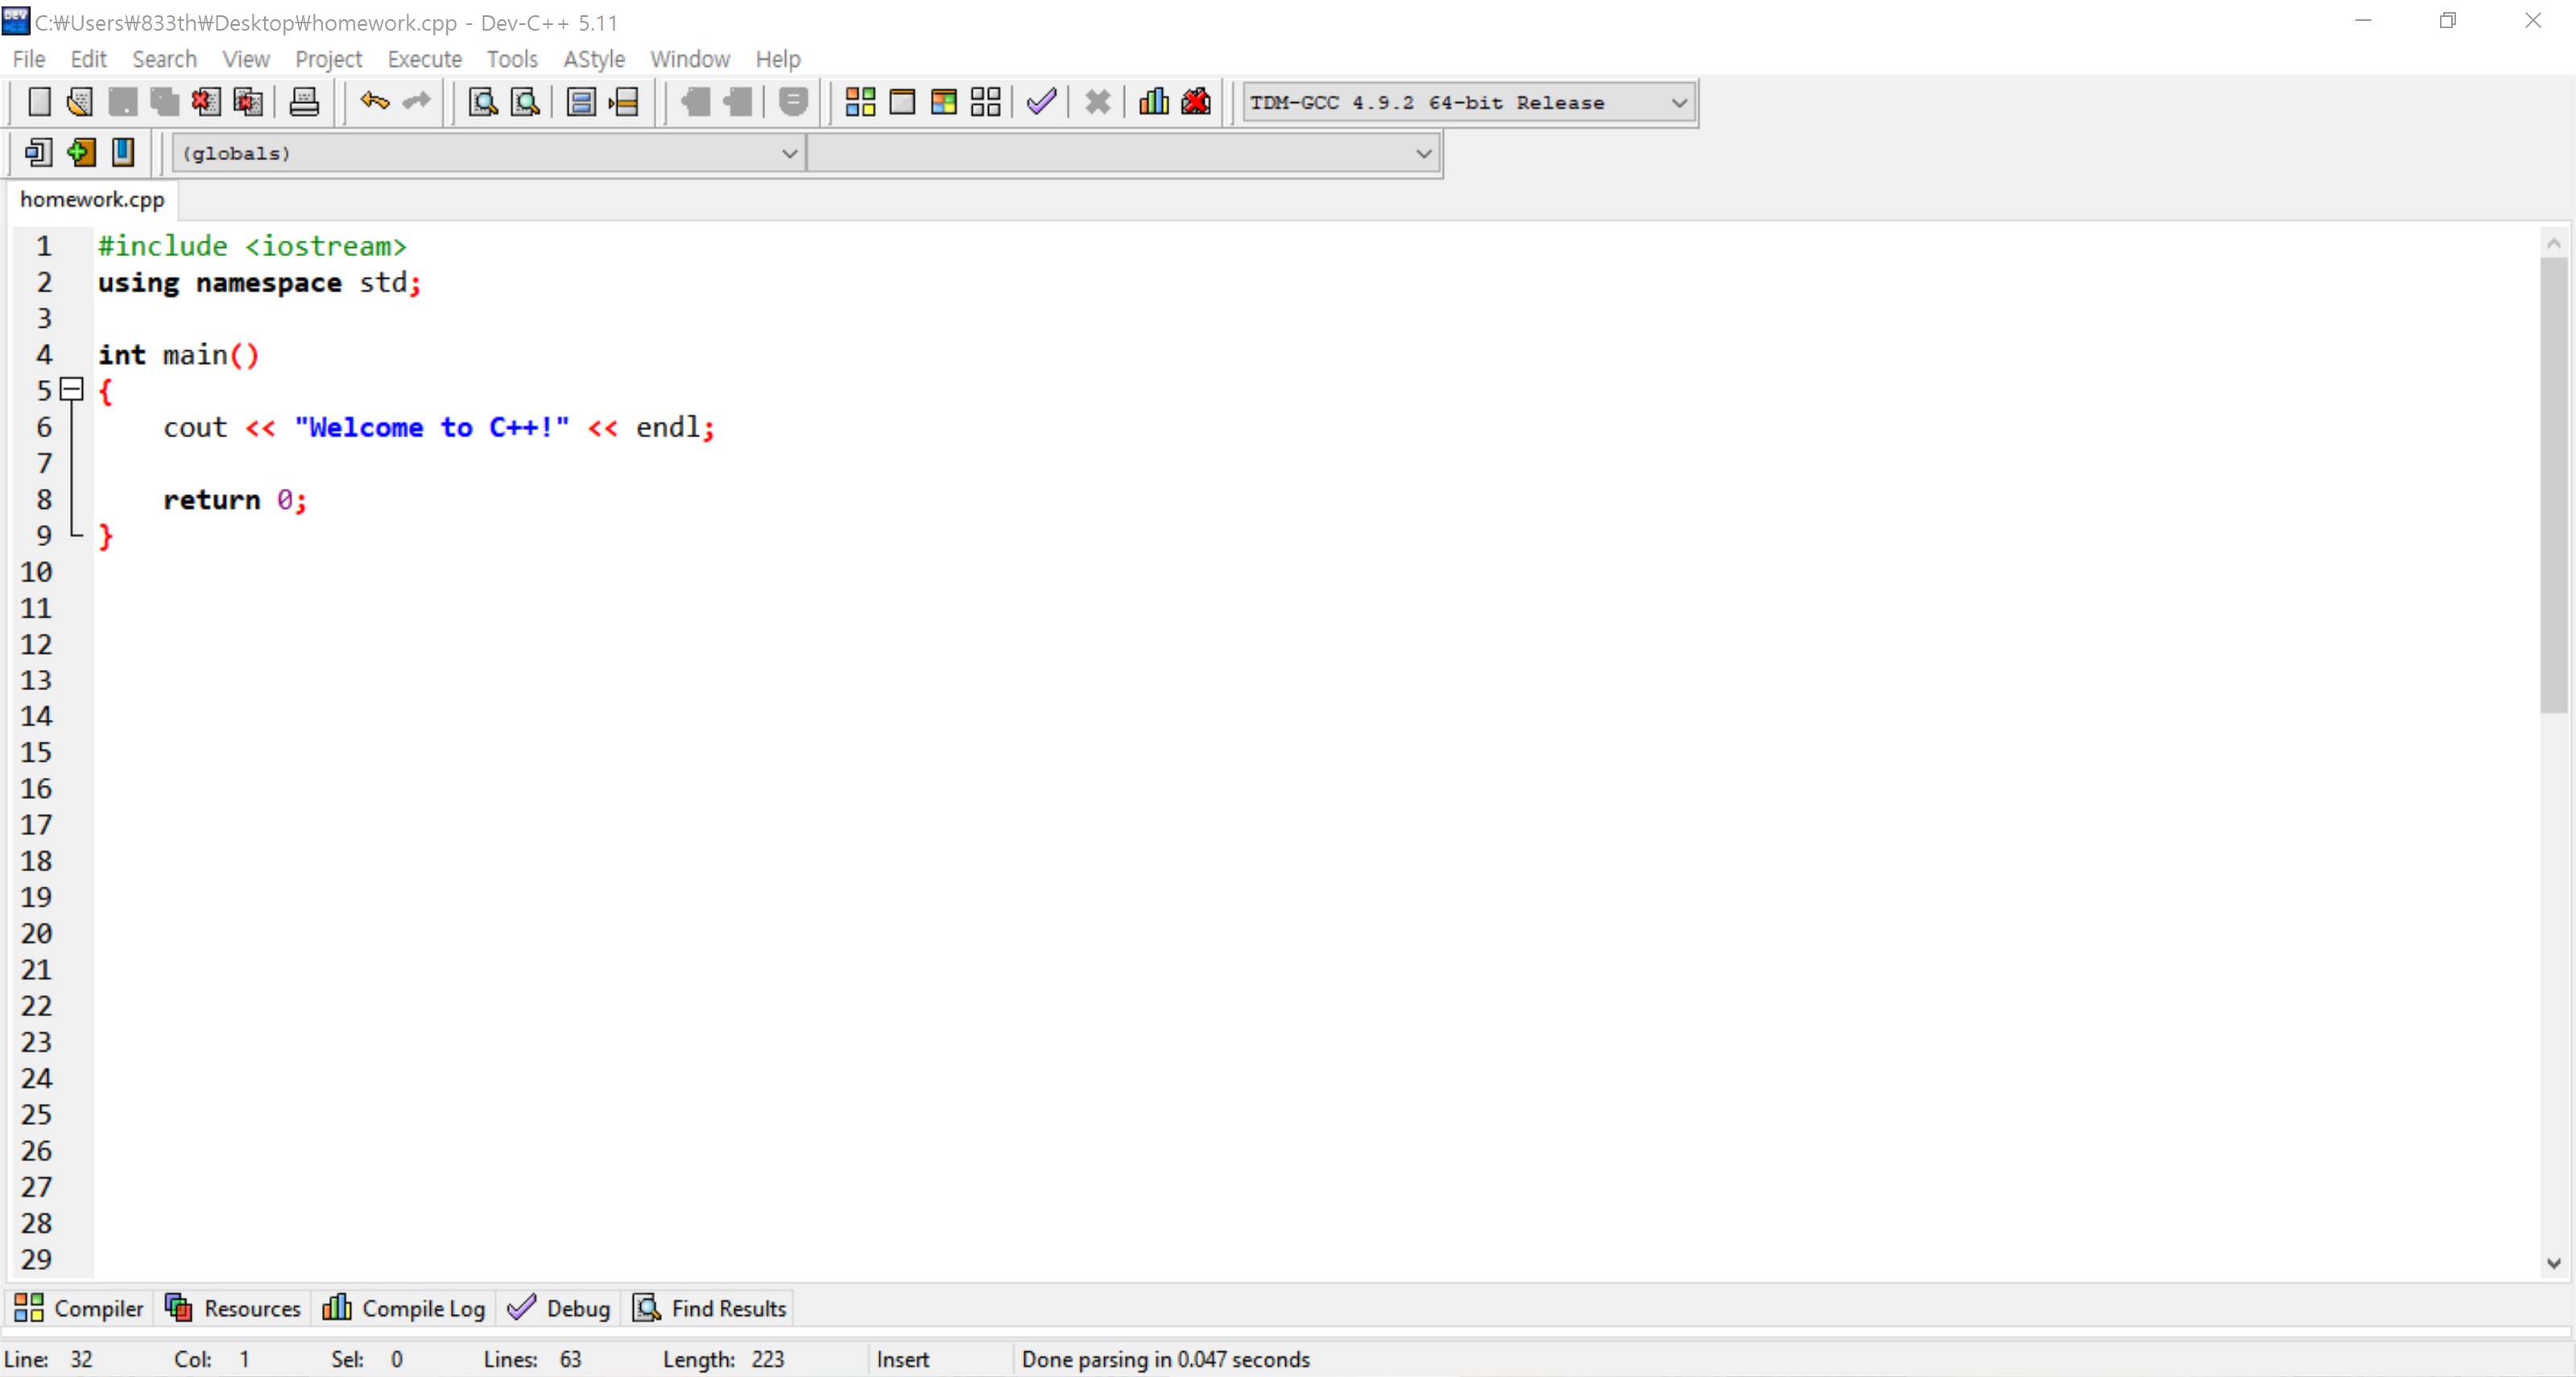 C:₩Users₩833th₩Desktop₩homework.cpp - Dev-C++ 5.11
File Edit Search View Project Execute Tools AStyle Window Help
TDM-GCC 4.9.2 64-bit Release
(globals)
homework.cpp
1 #include <iostream>
2 using namespace std;
3
4 int main()
5 {
6 cout << "Welcome to C++!" << endl;
7
8 return 0;
9 }
10
11
12
13
14
15
16
17
18
19
20
21
22
23
24
25
26
27
28
29
Compiler Resources Compile Log Debug Find Results
Line: 32 Col: 1 Sel: 0 Lines: 63 Length: 223 Insert Done parsing in 0.047 seconds